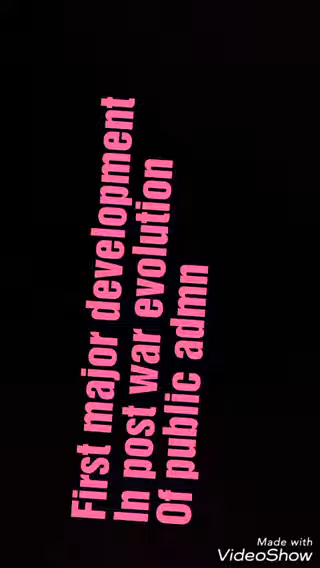 First major development
In post war evolution
Of public admn
Made with
VideoShow